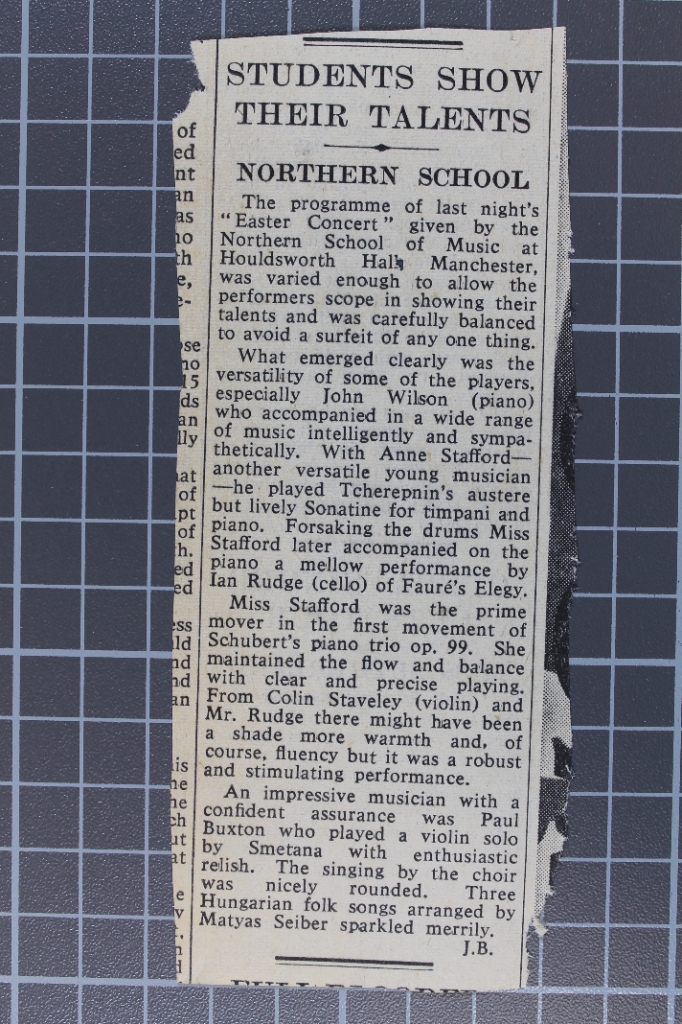 STUDENTS SHOW
THEIR TALENTS
NORTHERN SCHOOL
The programme of last night's
"Easter Concert" given by the
Northern School of Music at
Houldsworth Hall, Manchester,
was varied enough to allow the
performers scope in showing their
talents and was carefully balanced
to avoid a surfeit of any one thing.
What emerged clearly was the
versatility of some of the players,
especially John Wilson (piano)
who accompanied in a wide range
of music intelligently and sympa-
thetically. With Anne Stafford—
another versatile young musician
—he played Tcherepnin's austere
but lively Sonatine for timpani and
piano. Forsaking the drums Miss
Stafford later accompanied on the
piano a mellow performance by
Ian Rudge (cello) of Fauré's Elegy.
Miss Stafford was the prime
mover in the first movement of
Schubert's piano trio op. 99. She
maintained the flow and balance
with clear and precise playing.
From Colin Staveley (violin) and
Mr. Rudge there might have been
a shade more warmth and, of
course, fluency but it was a robust
and stimulating performance.
An impressive musician with a
confident assurance was Paul
Buxton who played a violin solo
by Smetana with enthusiastic
relish. The singing by the choir
was nicely rounded. Three
Hungarian folk songs arranged by
Matyas Seiber sparkled merrily.
J.B.